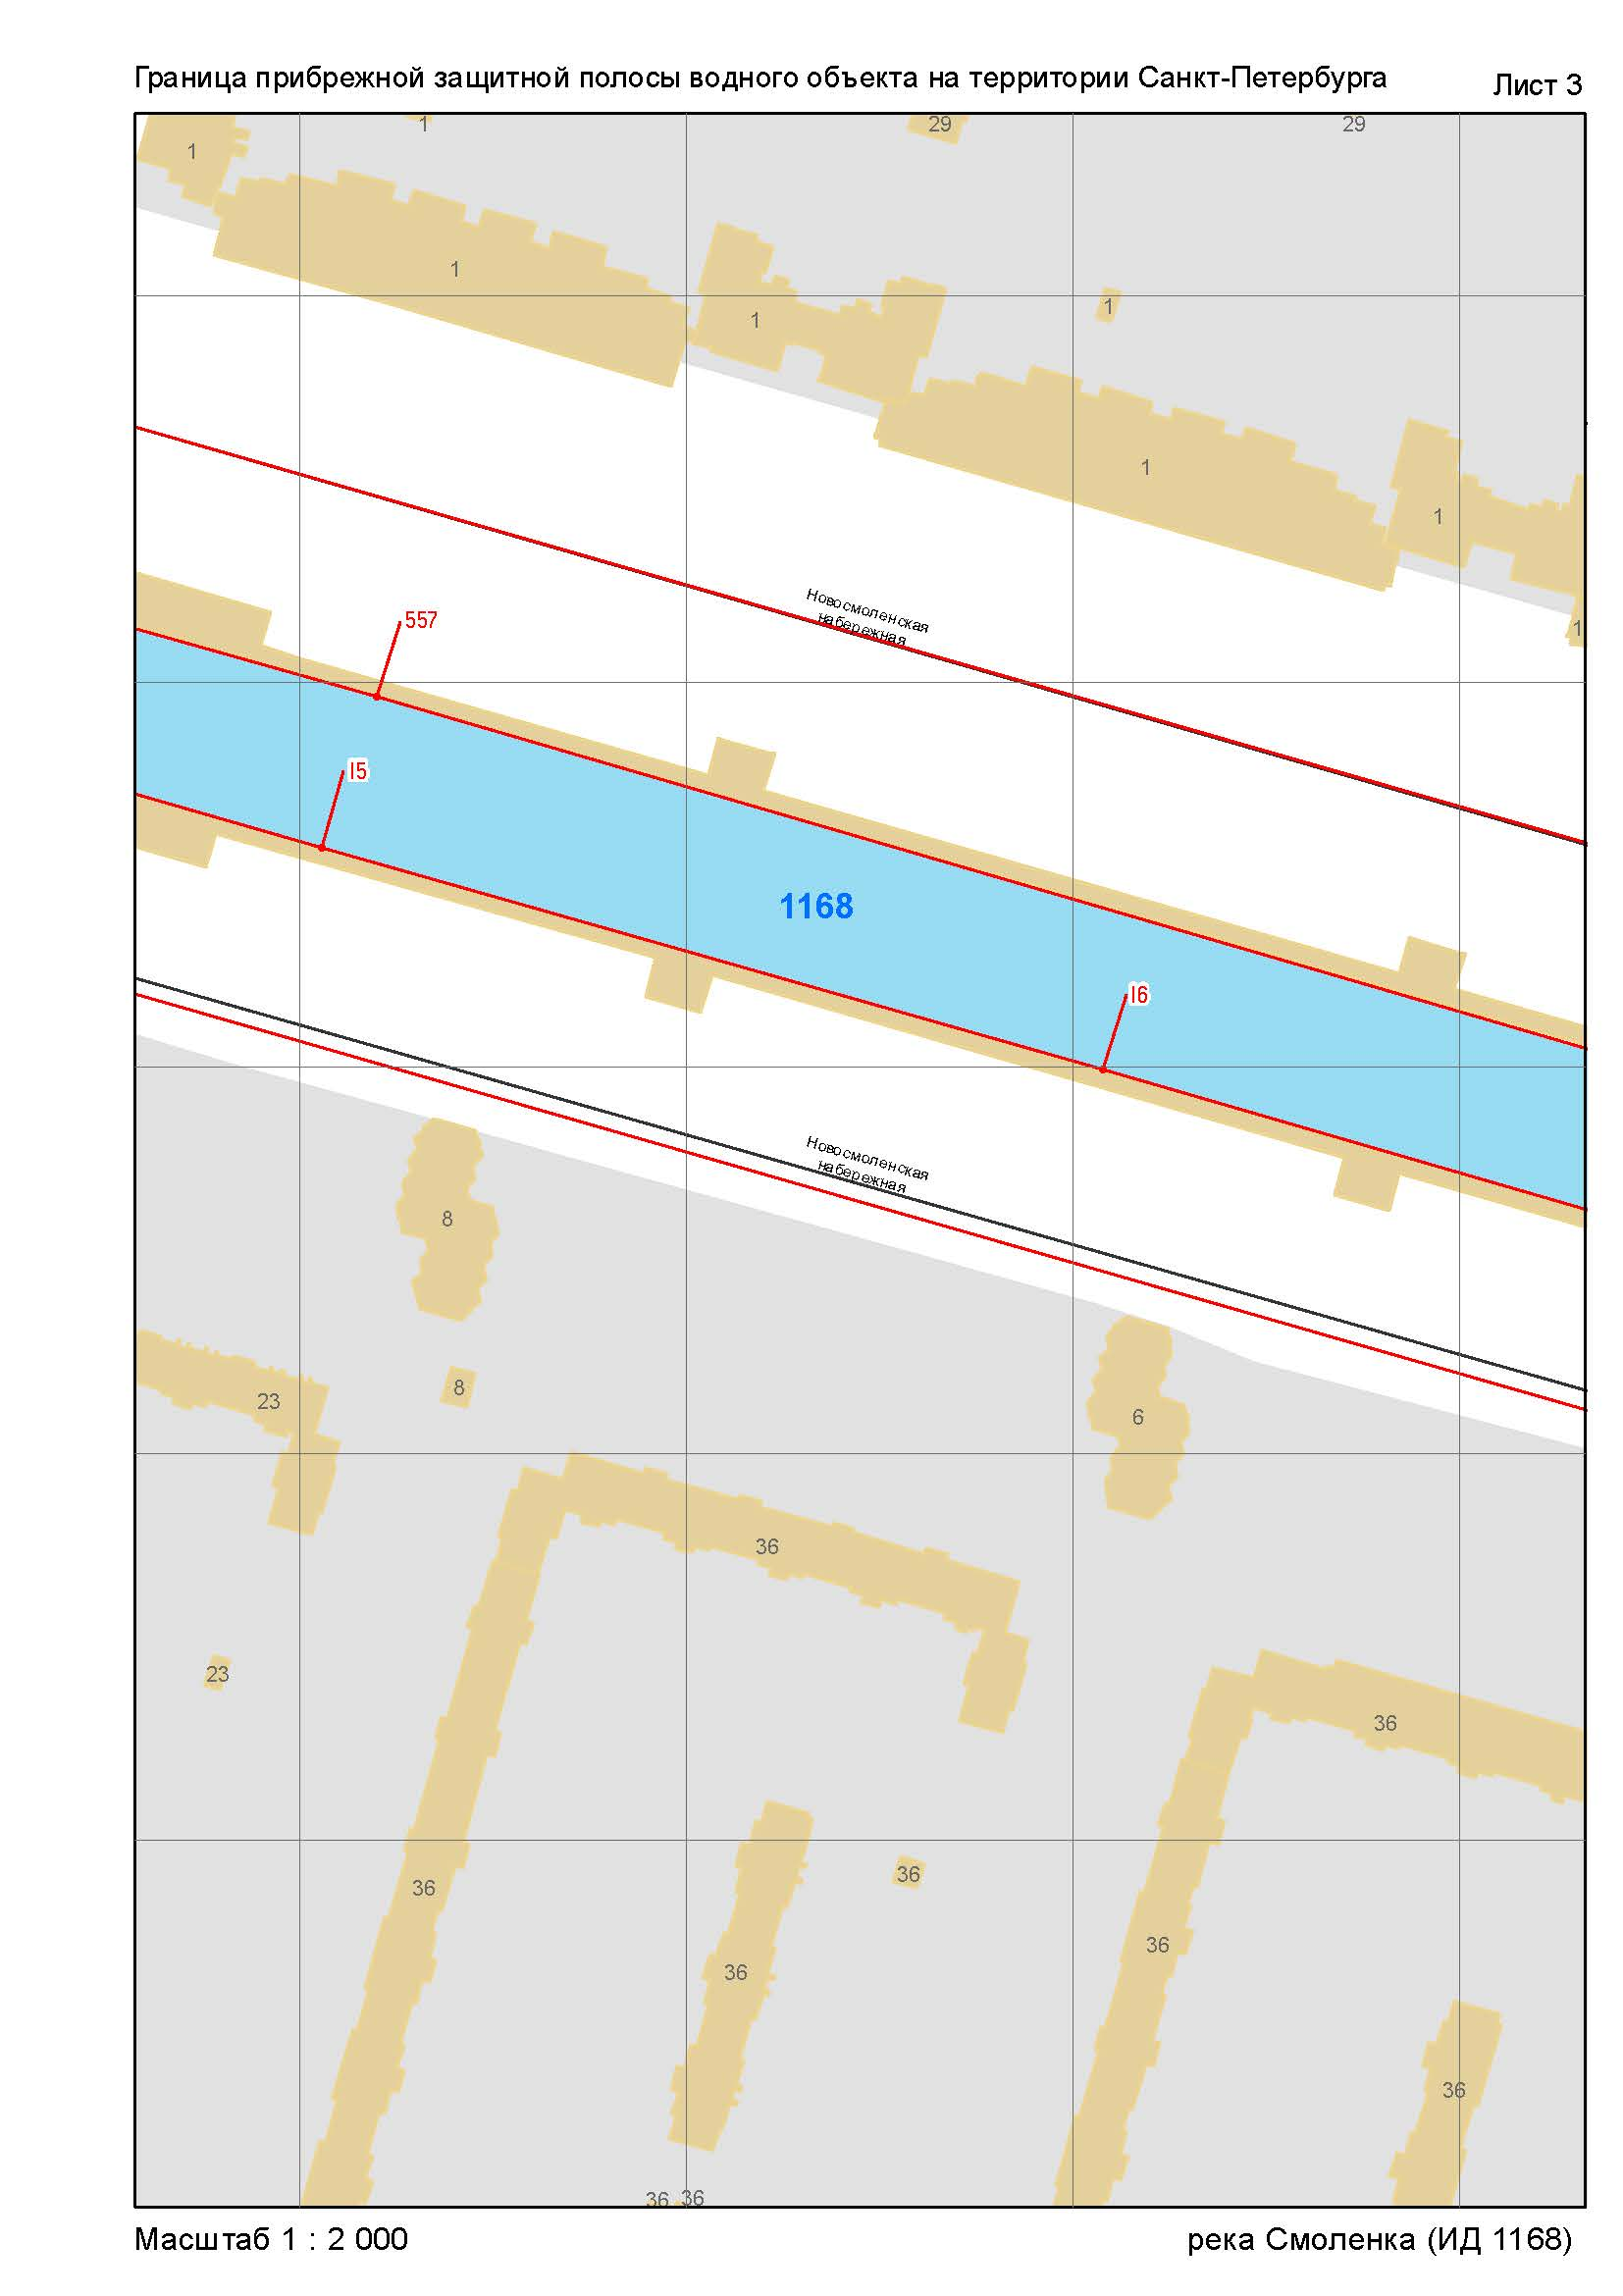 Граница прибрежной защитной полосы водного объекта на территории Санкт-Петербурга
Лист 3
1
29
29
1
1
1
1
1
1
1
Новосмоленская
набережная
557
I5
1168
I6
Новосмоленская
набережная
8
8
23
6
36
23
36
36
36
36
36
36
36 36
Масштаб 1 : 2 000
река Смоленка (ИД 1168)